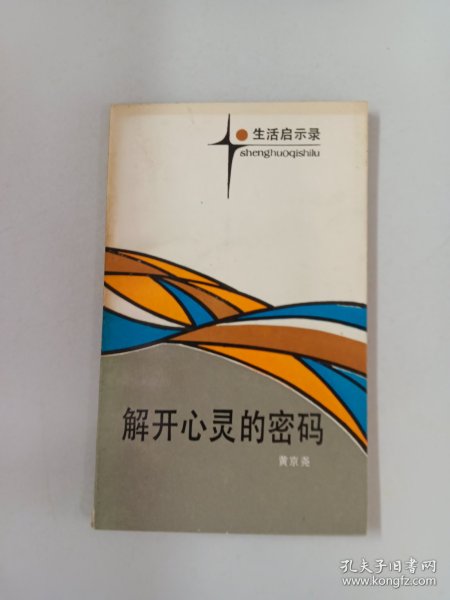 生活启示录
shenghuoqishilu
解开心灵的密码
黄京尧
孔夫子旧书网
www.kongfz.com